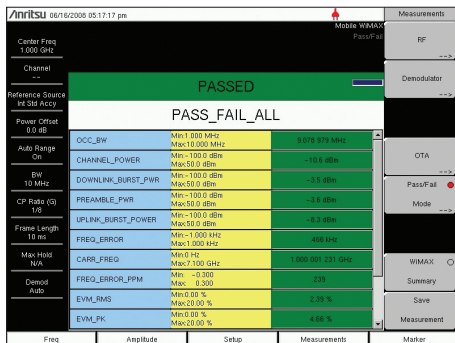 Anritsu 06/16/2006 05:17:17 pm
Mobile WiMAX
Pass/Fail
Measurements
Center Freq
1.000 GHz
Channel
--
Reference Source
Int Std Accy
Power Offset
0.0 dB
Auto Range
On
BW
10 MHz
CP Ratio (G)
1/8
Frame Length
10 ms
Max Hold
N/A
Demod
Auto
PASSED
PASS_FAIL_ALL
OCC_BW Min:1.000 MHz Max:10.000 MHz 9.076 979 MHz
CHANNEL_POWER Min:-100.0 dBm Max:50.0 dBm -10.6 dBm
DOWNLINK_BURST_PWR Min:-100.0 dBm Max:50.0 dBm -3.5 dBm
PREAMBLE_PWR Min:-100.0 dBm Max:50.0 dBm -3.6 dBm
UPLINK_BURST_POWER Min:-100.0 dBm Max:50.0 dBm -6.3 dBm
FREQ_ERROR Min:-1.000 kHz Max:1.000 kHz .466 kHz
CARR_FREQ Min:0 Hz Max:7.100 GHz 1.000 001 231 GHz
FREQ_ERROR_PPM Min: -0.300 Max: 0.300 .239
EVM_RMS Min:0.00 % Max:20.00 % 2.28 %
EVM_PK Min:0.00 % Max:20.00 % 4.66 %
RF
-->
Demodulator
-->
OTA
-->
Pass/Fail
Mode
-->
WiMAX
Summary
Save
Measurement
Freq Amplitude Setup Measurements Marker